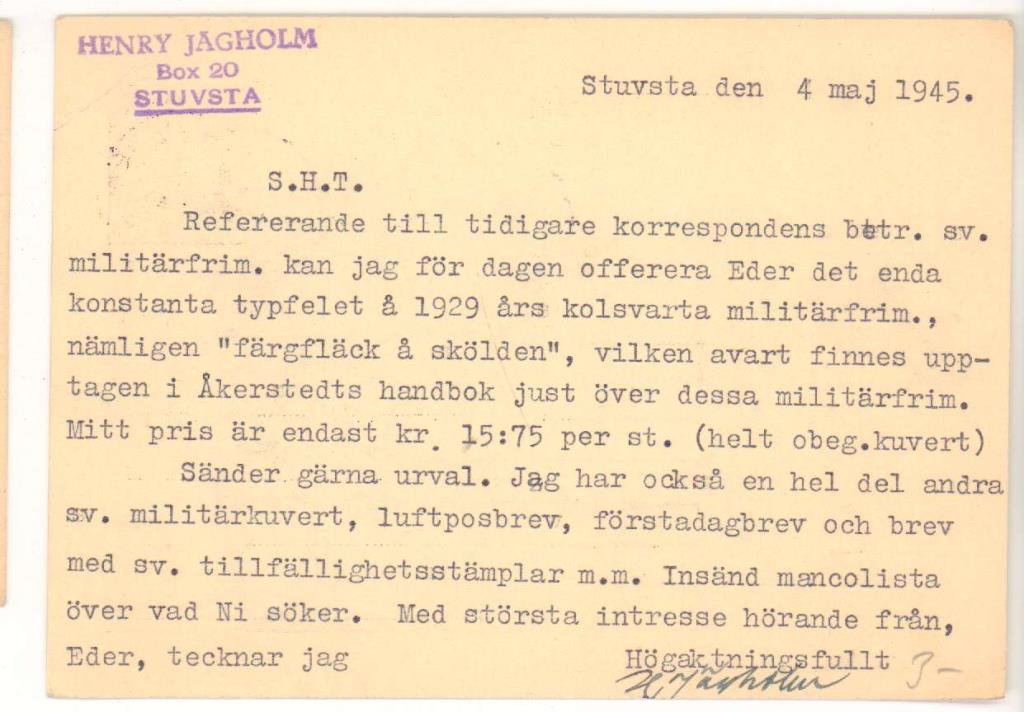 HENRY JAGHOLM
Box 20
STUVSTA
Stuvsta den 4 maj 1945.
S.H.T.
Refererande till tidigare korrespondens betr. sv.
militärfrim. kan jag för dagen offerera Eder det enda
konstanta typfelet å 1929 års kolsvarta militärfrim.,
nämligen "färgfläck å skölden", vilken avart finnes upp-
tagen i Åkerstedts handbok just över dessa militärfrim.
Mitt pris är endast kr. 15:75 per st. (helt obeg.kuvert)
Sänder gärna urval. Jag har också en hel del andra
sv. militärkuvert, luftposbrev, förstadagbrev och brev
med sv. tillfällighetsstämplar m.m. Insänd mancolista
över vad Ni söker. Med största intresse hörande från,
Eder, tecknar jag Högaktningsfullt 3-
H. Jägholm